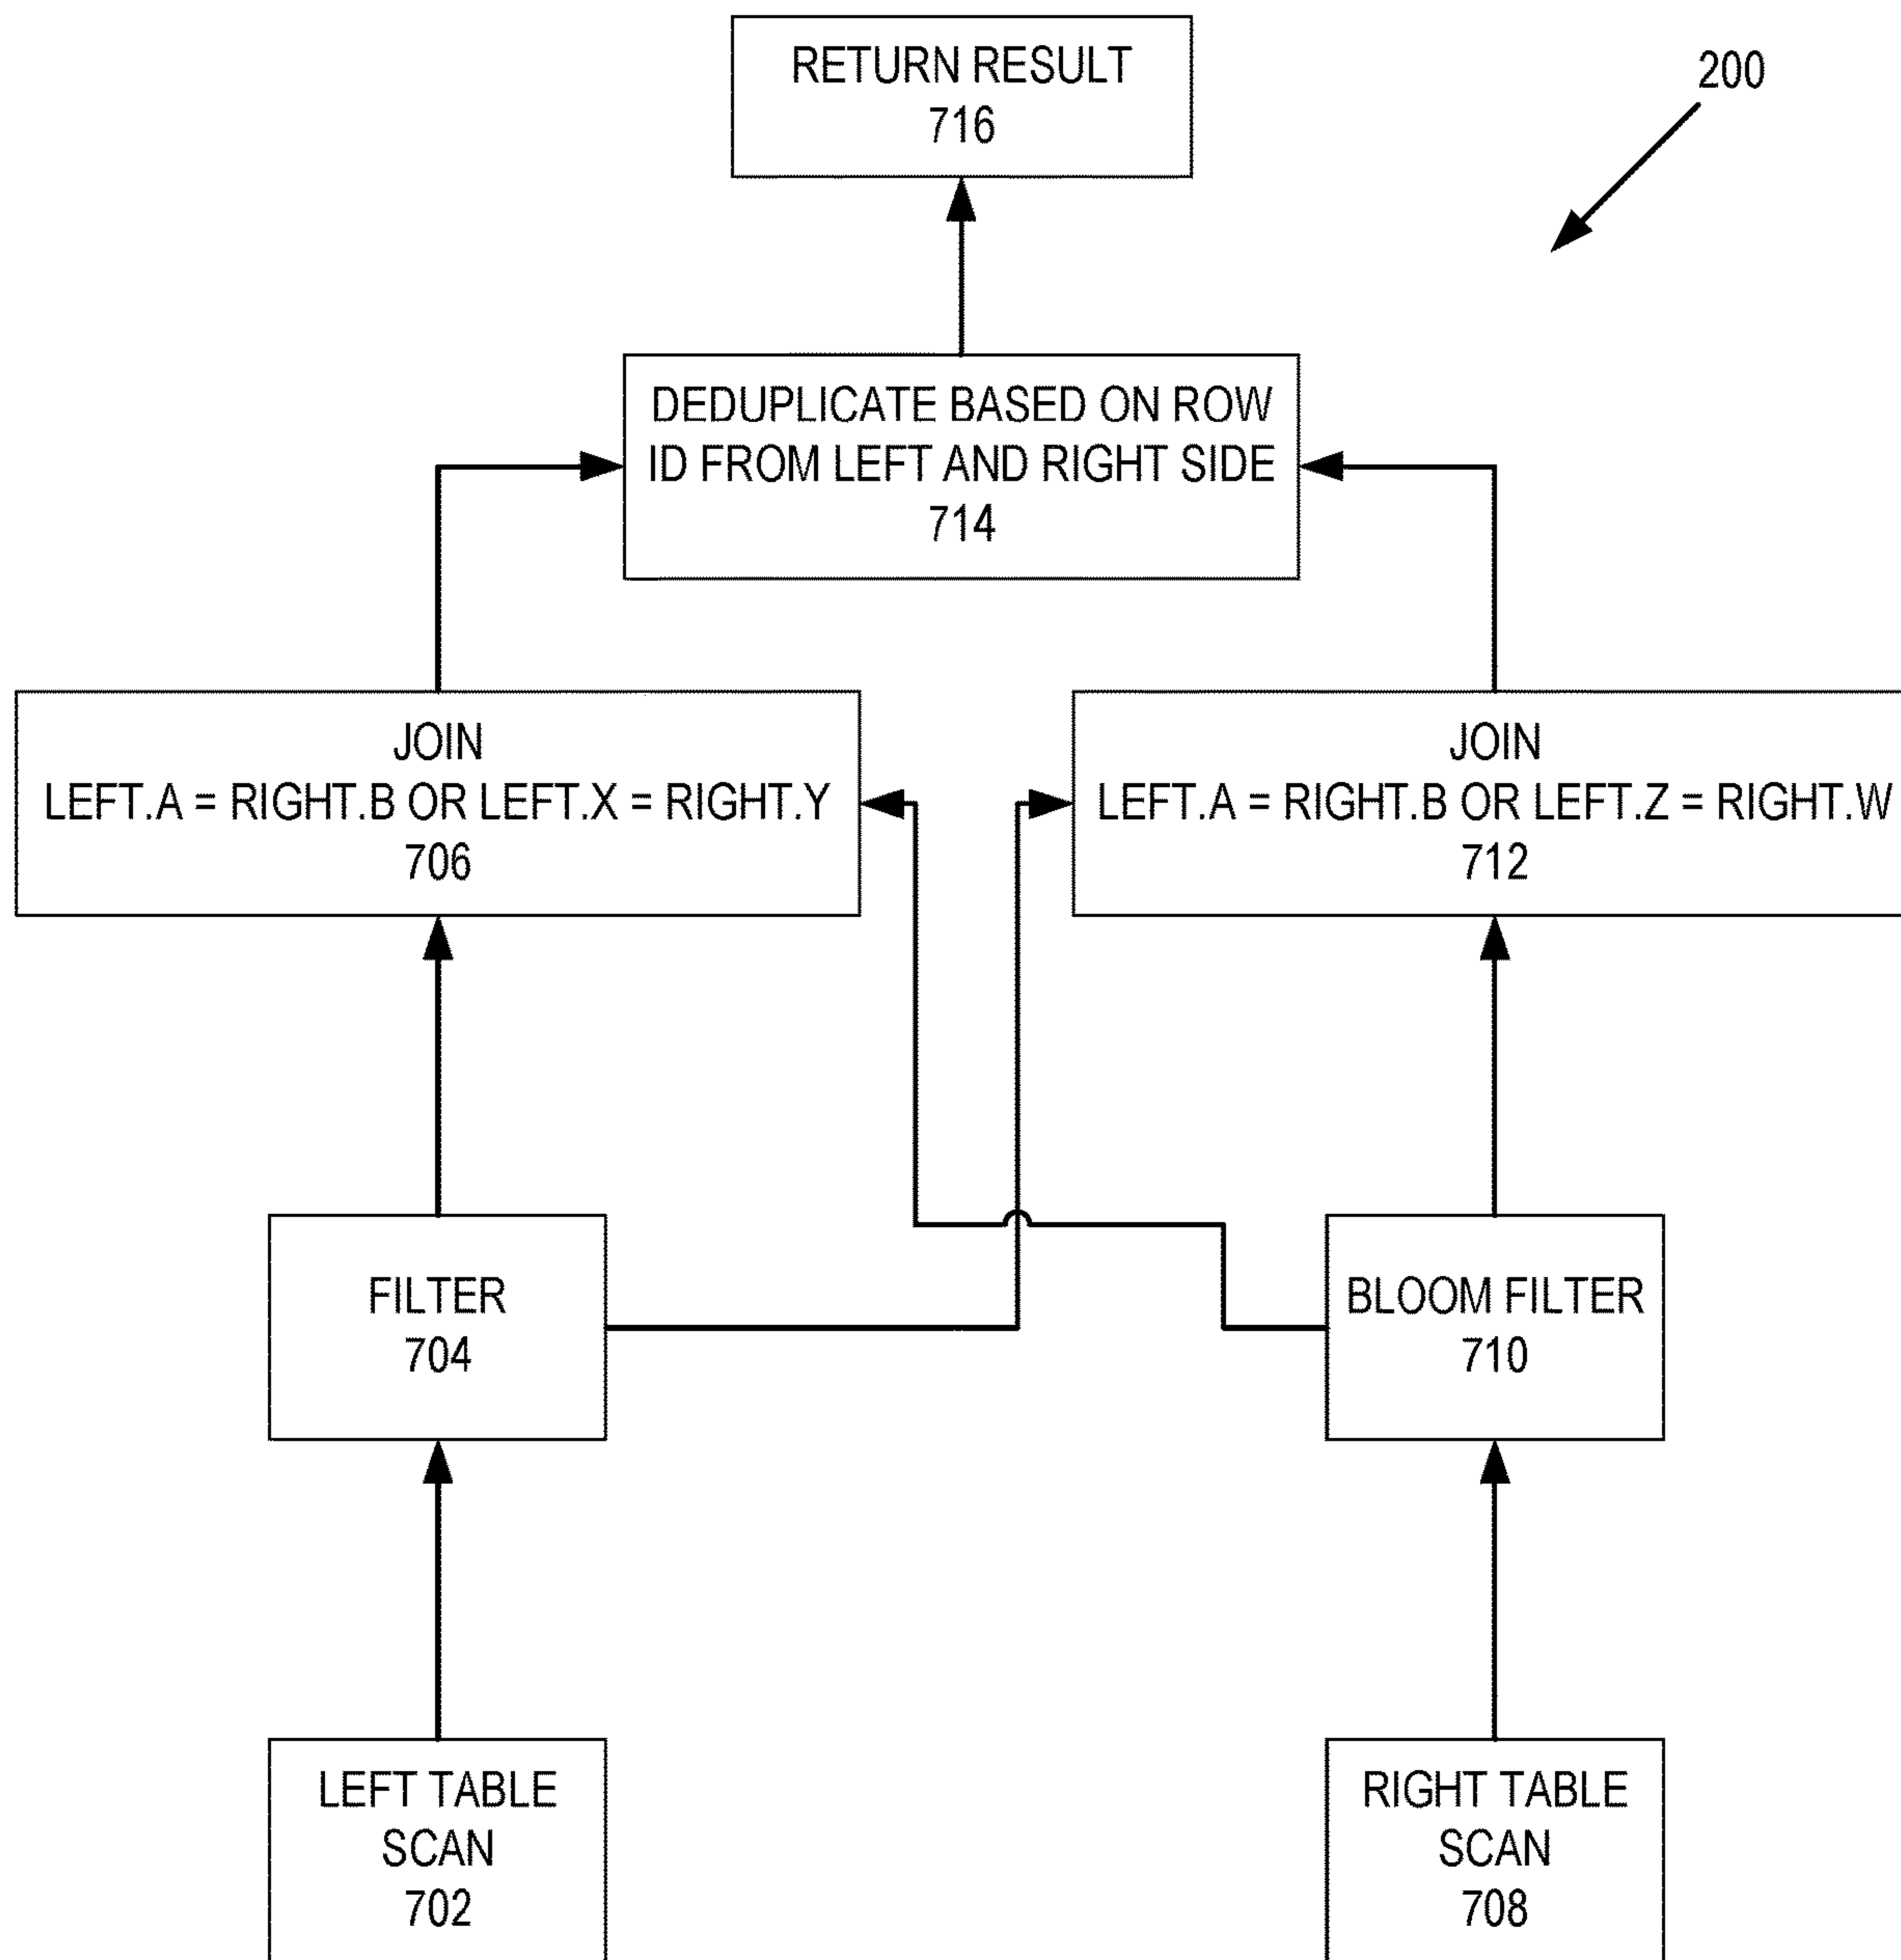 RETURN RESULT
716
200
DEDUPLICATE BASED ON ROW
ID FROM LEFT AND RIGHT SIDE
714
JOIN
LEFT.A = RIGHT.B OR LEFT.X = RIGHT.Y
706
JOIN
LEFT.A = RIGHT.B OR LEFT.Z = RIGHT.W
712
FILTER
704
BLOOM FILTER
710
LEFT TABLE
SCAN
702
RIGHT TABLE
SCAN
708